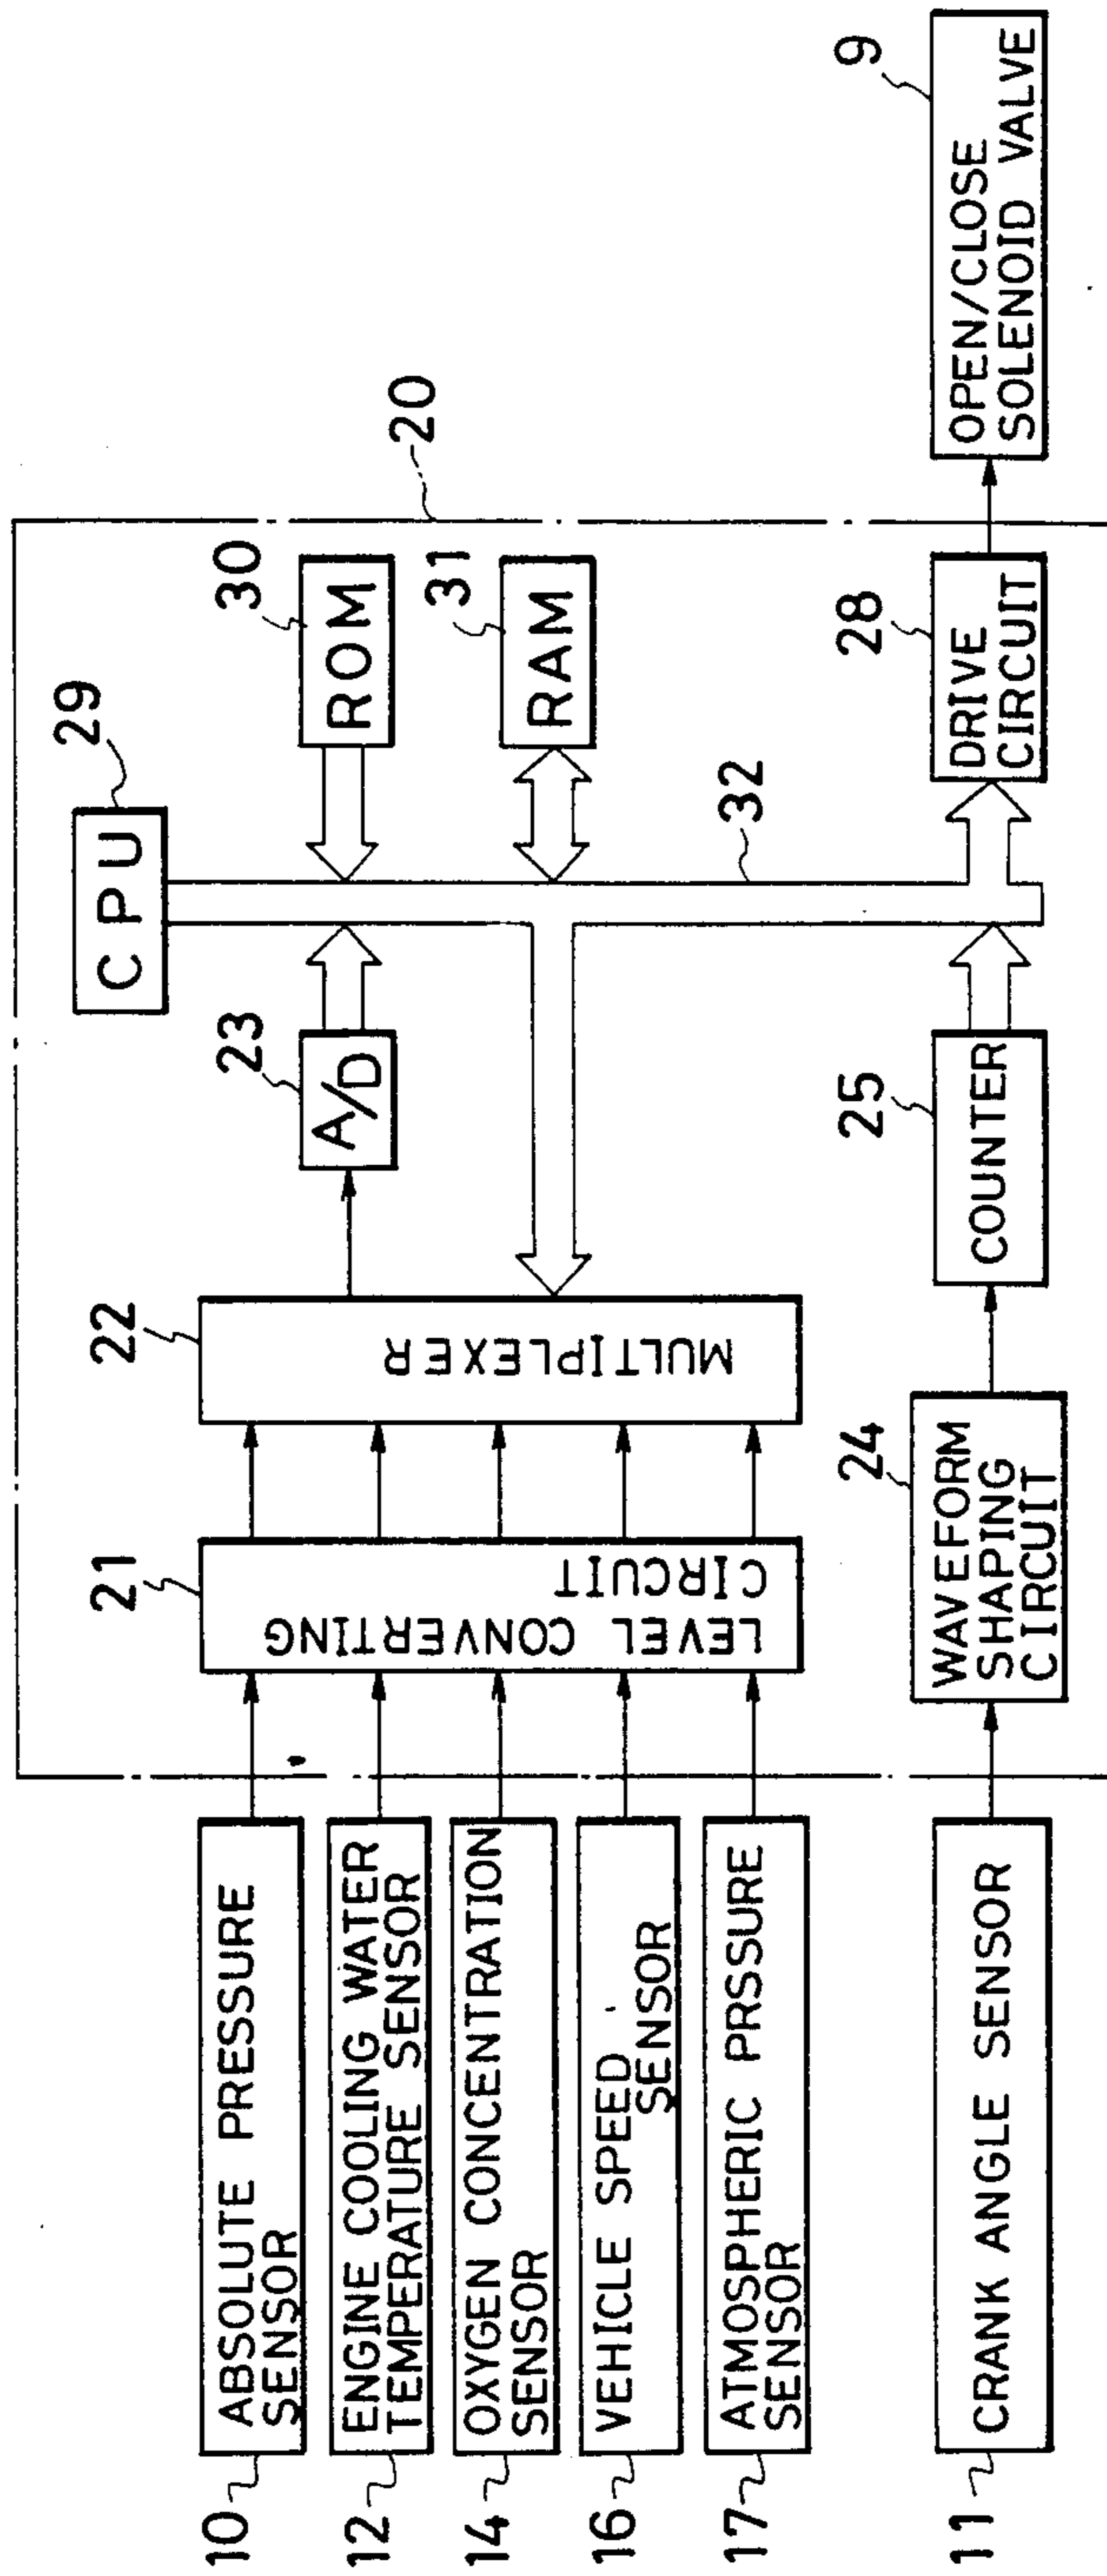 10
ABSOLUTE PRESSURE
SENSOR
12
ENGINE COOLING WATER
TEMPERATURE SENSOR
14
OXYGEN CONCENTRATION
SENSOR
16
VEHICLE SPEED
SENSOR
17
ATMOSPHERIC PRSSURE
SENSOR
11
CRANK ANGLE SENSOR
21
LEVEL CONVERTING
CIRCUIT
22
MULTIPLEXER
23
A/D
29
CPU
30
ROM
31
RAM
20
32
24
WAVEFORM
SHAPING
CIRCUIT
25
COUNTER
28
DRIVE
CIRCUIT
9
OPEN/CLOSE
SOLENOID VALVE